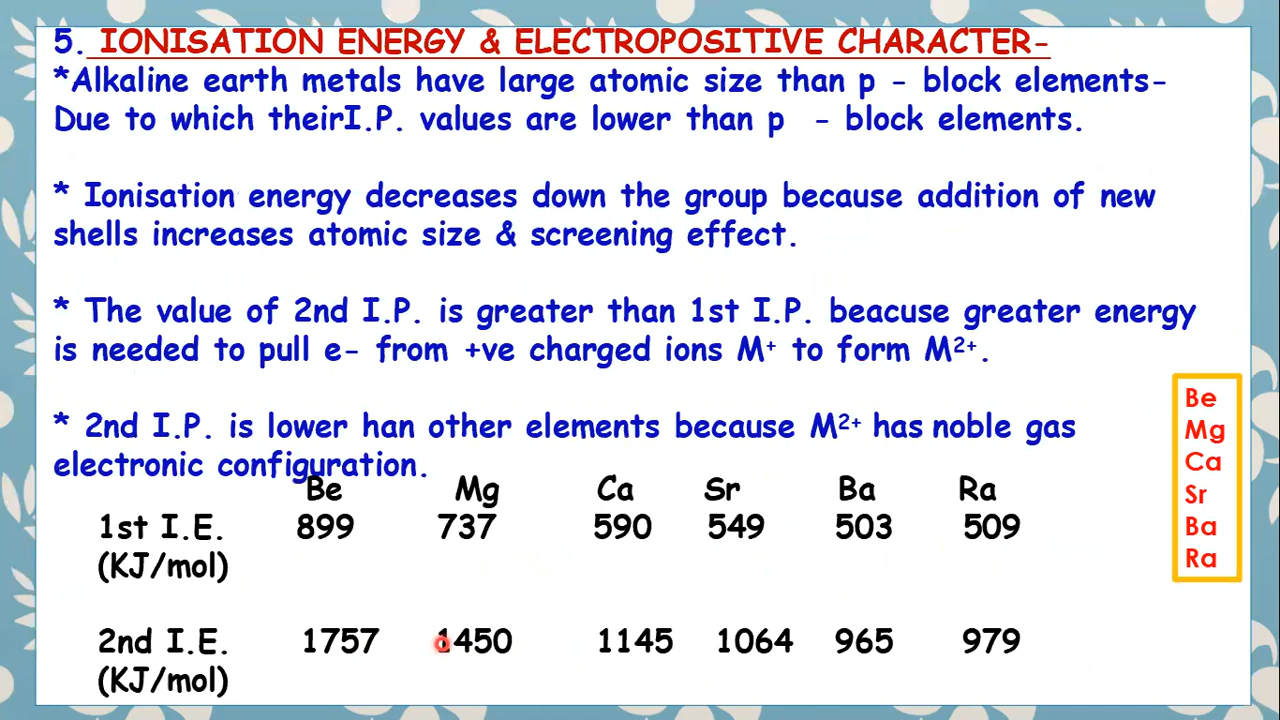 5. IONISATION ENERGY & ELECTROPOSITIVE CHARACTER-
*Alkaline earth metals have large atomic size than p - block elements-
Due to which theirI.P. values are lower than p - block elements.
* Ionisation energy decreases down the group because addition of new
shells increases atomic size & screening effect.
* The value of 2nd I.P. is greater than 1st I.P. beacuse greater energy
is needed to pull e- from +ve charged ions M⁺ to form M²⁺.
* 2nd I.P. is lower han other elements because M²⁺ has noble gas
electronic configuration.
Be Mg Ca Sr Ba Ra
1st I.E. 899 737 590 549 503 509
(KJ/mol)
2nd I.E. 1757 1450 1145 1064 965 979
(KJ/mol)
Be
Mg
Ca
Sr
Ba
Ra